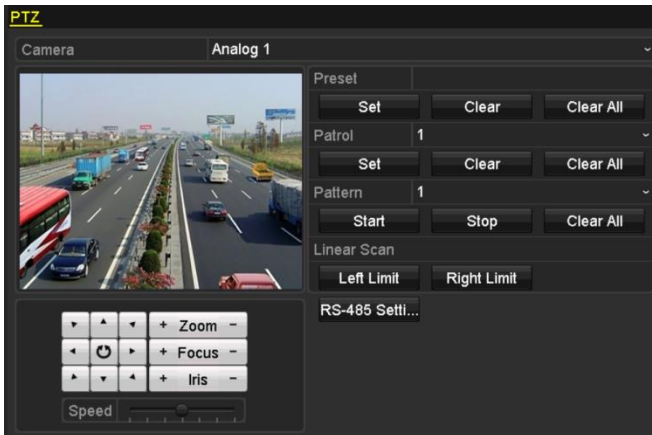 PTZ
Camera Analog 1
Preset
Set Clear Clear All
Patrol 1
Set Clear Clear All
Pattern 1
Start Stop Clear All
Linear Scan
Left Limit Right Limit
RS-485 Setti...
+ Zoom -
+ Focus -
+ Iris -
Speed